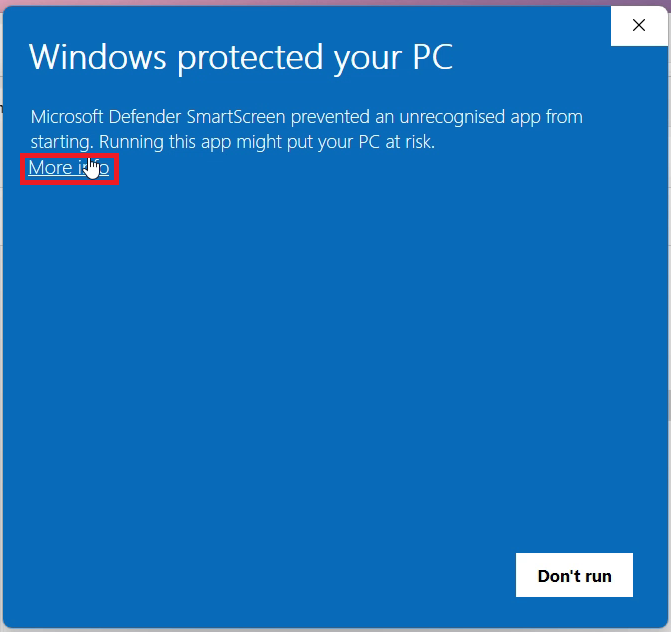 Windows protected your PC
Microsoft Defender SmartScreen prevented an unrecognised app from
starting. Running this app might put your PC at risk.
More info
Don't run